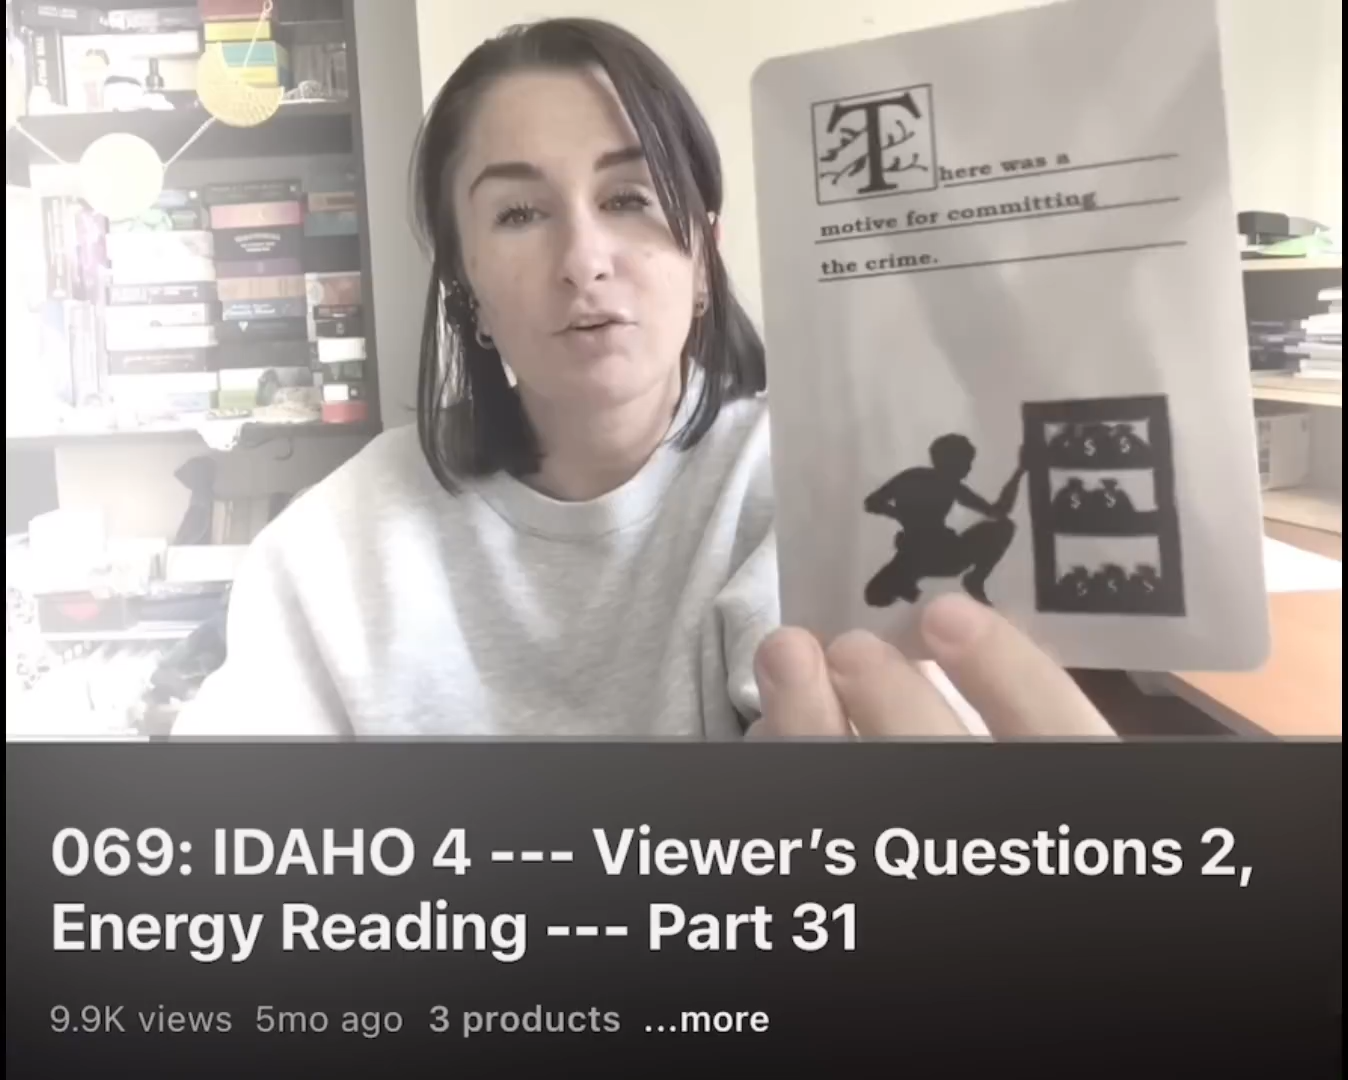 There was a
motive for committing
the crime.
$ $
$ $
$ $ $
069: IDAHO 4 --- Viewer’s Questions 2,
Energy Reading --- Part 31
9.9K views 5mo ago 3 products ...more